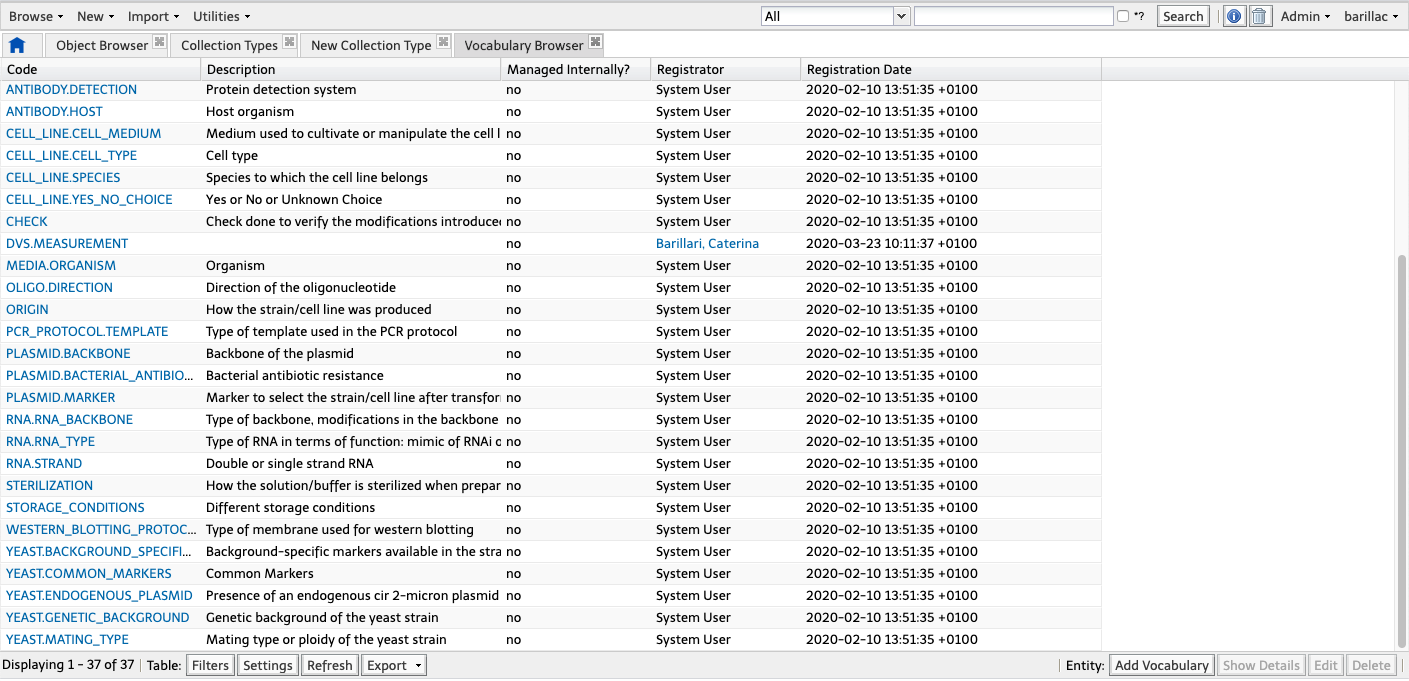 Browse New Import Utilities All *? Search Admin barillac
Object Browser Collection Types New Collection Type Vocabulary Browser
Code Description Managed Internally? Registrator Registration Date
ANTIBODY.DETECTION Protein detection system no System User 2020-02-10 13:51:35 +0100
ANTIBODY.HOST Host organism no System User 2020-02-10 13:51:35 +0100
CELL_LINE.CELL_MEDIUM Medium used to cultivate or manipulate the cell l no System User 2020-02-10 13:51:35 +0100
CELL_LINE.CELL_TYPE Cell type no System User 2020-02-10 13:51:35 +0100
CELL_LINE.SPECIES Species to which the cell line belongs no System User 2020-02-10 13:51:35 +0100
CELL_LINE.YES_NO_CHOICE Yes or No or Unknown Choice no System User 2020-02-10 13:51:35 +0100
CHECK Check done to verify the modifications introduced no System User 2020-02-10 13:51:35 +0100
DVS.MEASUREMENT no Barillari, Caterina 2020-03-23 10:11:37 +0100
MEDIA.ORGANISM Organism no System User 2020-02-10 13:51:35 +0100
OLIGO.DIRECTION Direction of the oligonucleotide no System User 2020-02-10 13:51:35 +0100
ORIGIN How the strain/cell line was produced no System User 2020-02-10 13:51:35 +0100
PCR_PROTOCOL.TEMPLATE Type of template used in the PCR protocol no System User 2020-02-10 13:51:35 +0100
PLASMID.BACKBONE Backbone of the plasmid no System User 2020-02-10 13:51:35 +0100
PLASMID.BACTERIAL_ANTIBIO... Bacterial antibiotic resistance no System User 2020-02-10 13:51:35 +0100
PLASMID.MARKER Marker to select the strain/cell line after transfor no System User 2020-02-10 13:51:35 +0100
RNA.RNA_BACKBONE Type of backbone, modifications in the backbone no System User 2020-02-10 13:51:35 +0100
RNA.RNA_TYPE Type of RNA in terms of function: mimic of RNAi o no System User 2020-02-10 13:51:35 +0100
RNA.STRAND Double or single strand RNA no System User 2020-02-10 13:51:35 +0100
STERILIZATION How the solution/buffer is sterilized when prepar no System User 2020-02-10 13:51:35 +0100
STORAGE_CONDITIONS Different storage conditions no System User 2020-02-10 13:51:35 +0100
WESTERN_BLOTTING_PROTOC... Type of membrane used for western blotting no System User 2020-02-10 13:51:35 +0100
YEAST.BACKGROUND_SPECIFI... Background-specific markers available in the stra no System User 2020-02-10 13:51:35 +0100
YEAST.COMMON_MARKERS Common Markers no System User 2020-02-10 13:51:35 +0100
YEAST.ENDOGENOUS_PLASMID Presence of an endogenous cir 2-micron plasmid no System User 2020-02-10 13:51:35 +0100
YEAST.GENETIC_BACKGROUND Genetic background of the yeast strain no System User 2020-02-10 13:51:35 +0100
YEAST.MATING_TYPE Mating type or ploidy of the yeast strain no System User 2020-02-10 13:51:35 +0100
Displaying 1 - 37 of 37 Table: Filters Settings Refresh Export Entity: Add Vocabulary Show Details Edit Delete